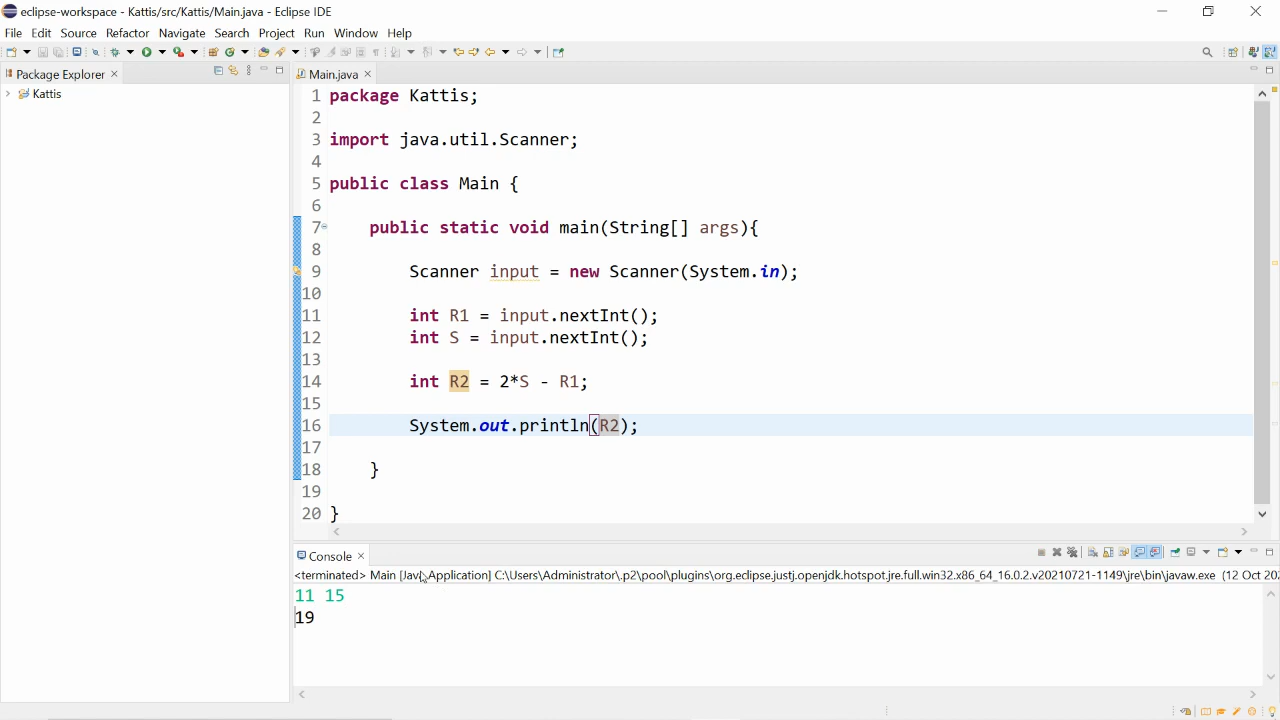 eclipse-workspace - Kattis/src/Kattis/Main.java - Eclipse IDE
File Edit Source Refactor Navigate Search Project Run Window Help
Package Explorer
Main.java
Kattis
1 package Kattis;
2
3 import java.util.Scanner;
4
5 public class Main {
6
7 public static void main(String[] args){
8
9 Scanner input = new Scanner(System.in);
10
11 int R1 = input.nextInt();
12 int S = input.nextInt();
13
14 int R2 = 2*S - R1;
15
16 System.out.println(R2);
17
18 }
19
20 }
Console
<terminated> Main [Java Application] C:\Users\Administrator\.p2\pool\plugins\org.eclipse.justj.openjdk.hotspot.jre.full.win32.x86_64_16.0.2.v20210721-1149\jre\bin\javaw.exe (12 Oct 202
11 15
19